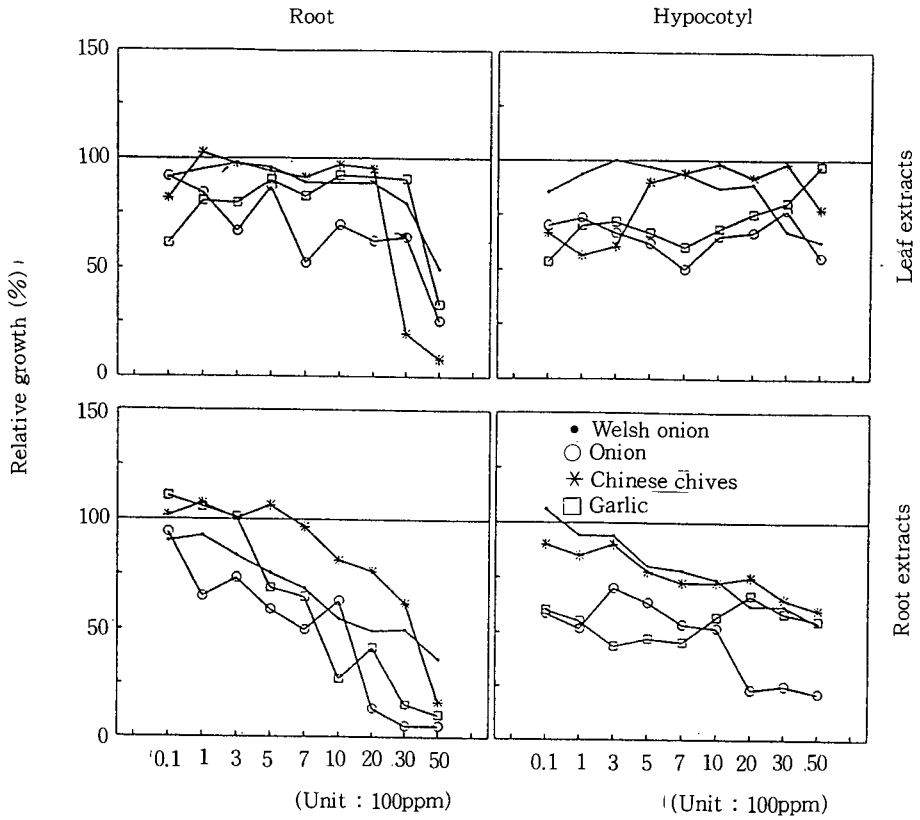 Root
Hypocotyl
150
100
50
0
Leaf extracts
Relative growth (%)
150
100
50
0
Welsh onion
Onion
Chinese chives
Garlic
Root extracts
0.1 1 3 5 7 10 20 30 50
0.1 1 3 5 7 10 20 30 50
(Unit : 100ppm)
(Unit : 100ppm)